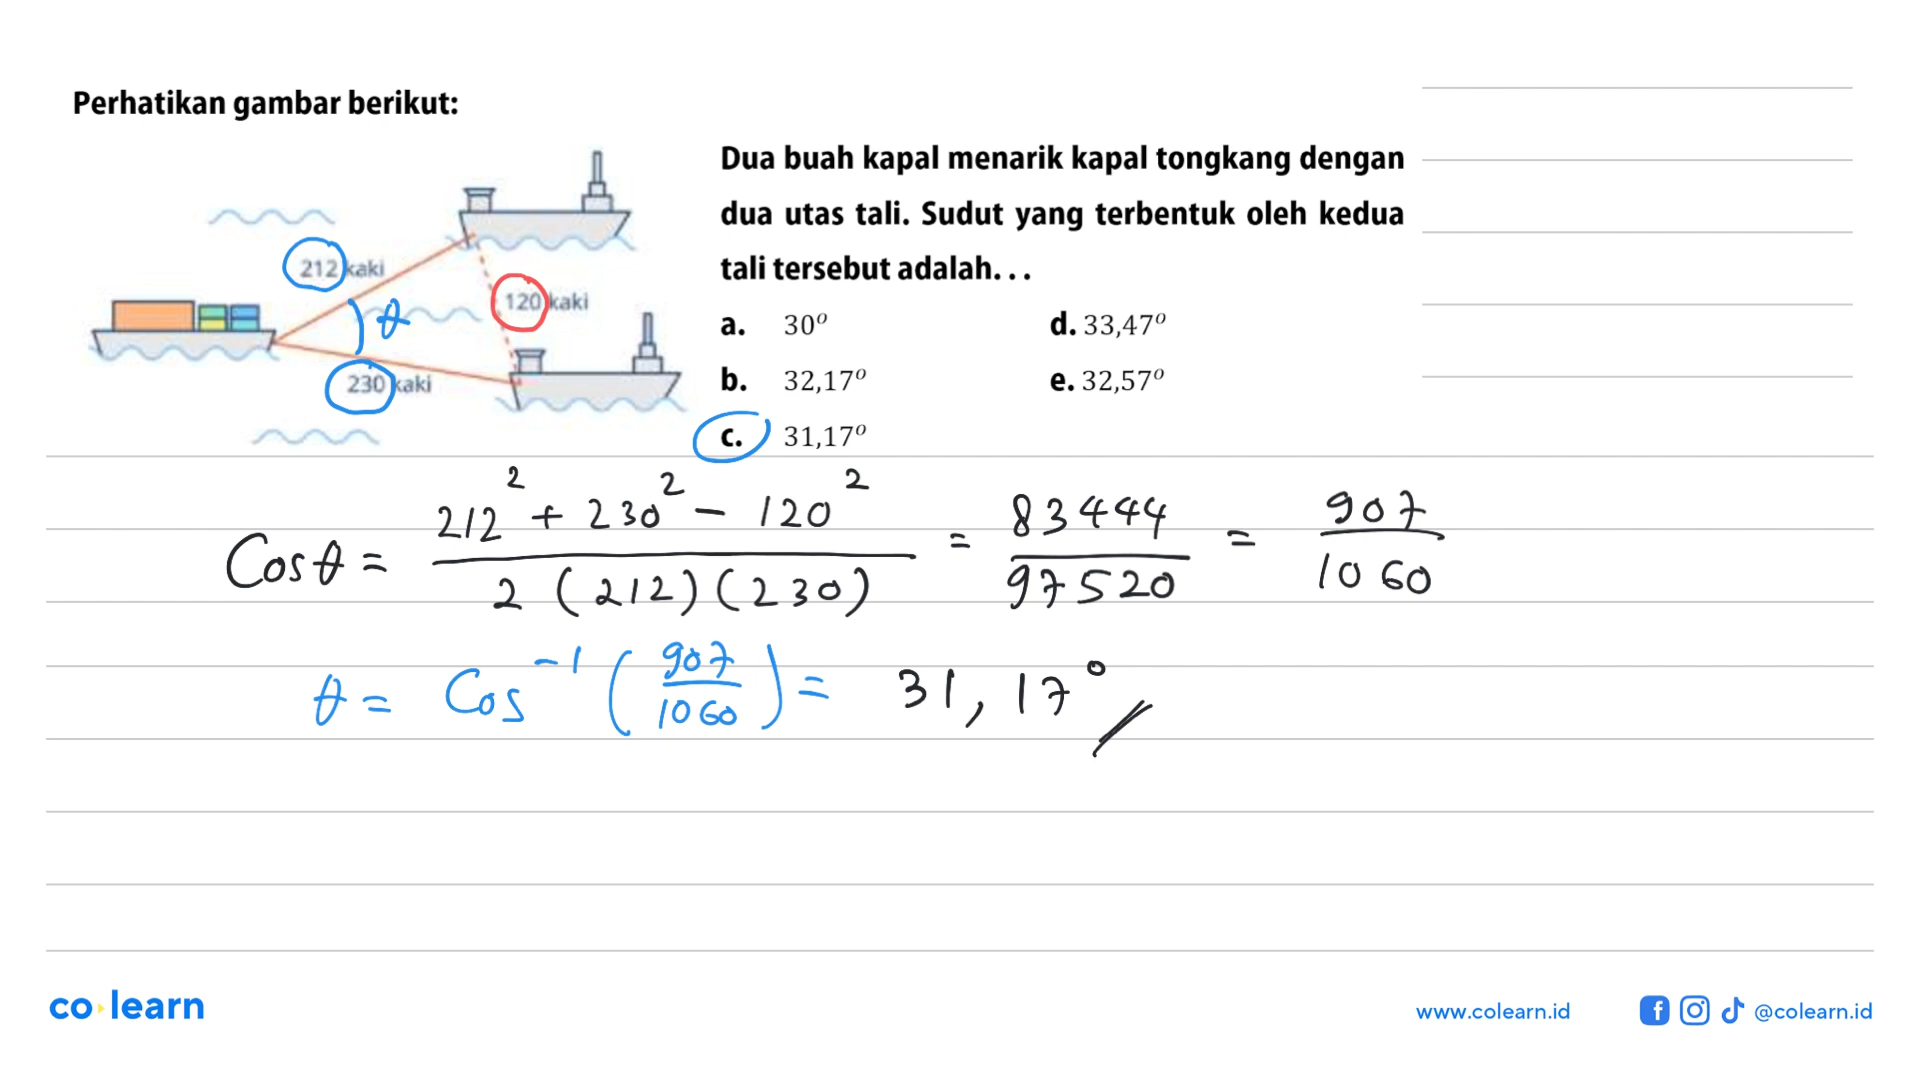 Perhatikan gambar berikut:
212 kaki
θ
120 kaki
230 kaki
Dua buah kapal menarik kapal tongkang dengan
dua utas tali. Sudut yang terbentuk oleh kedua
tali tersebut adalah...
a. 30° d. 33,47°
b. 32,17° e. 32,57°
c. 31,17°
Cos θ = (212² + 230² - 120²) / (2 (212) (230)) = 83444 / 97520 = 907 / 1060
θ = Cos⁻¹ (907 / 1060) = 31,17°
co learn
www.colearn.id
@colearn.id